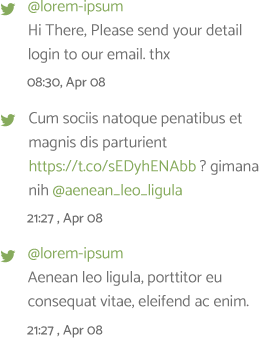 @lorem-ipsum
Hi There, Please send your detail
login to our email. thx
08:30, Apr 08
Cum sociis natoque penatibus et
magnis dis parturient
https://t.co/sEDyhENAbb ? gimana
nih @aenean_leo_ligula
21:27 , Apr 08
@lorem-ipsum
Aenean leo ligula, porttitor eu
consequat vitae, eleifend ac enim.
21:27 , Apr 08